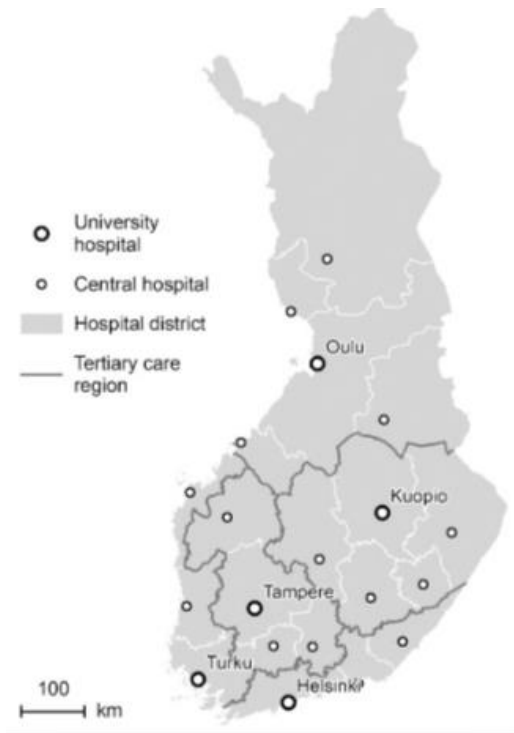 University
hospital
Central hospital
Hospital district
Tertiary care
region
Oulu
Kuopio
Tampere
Turku
Helsinki
100
km